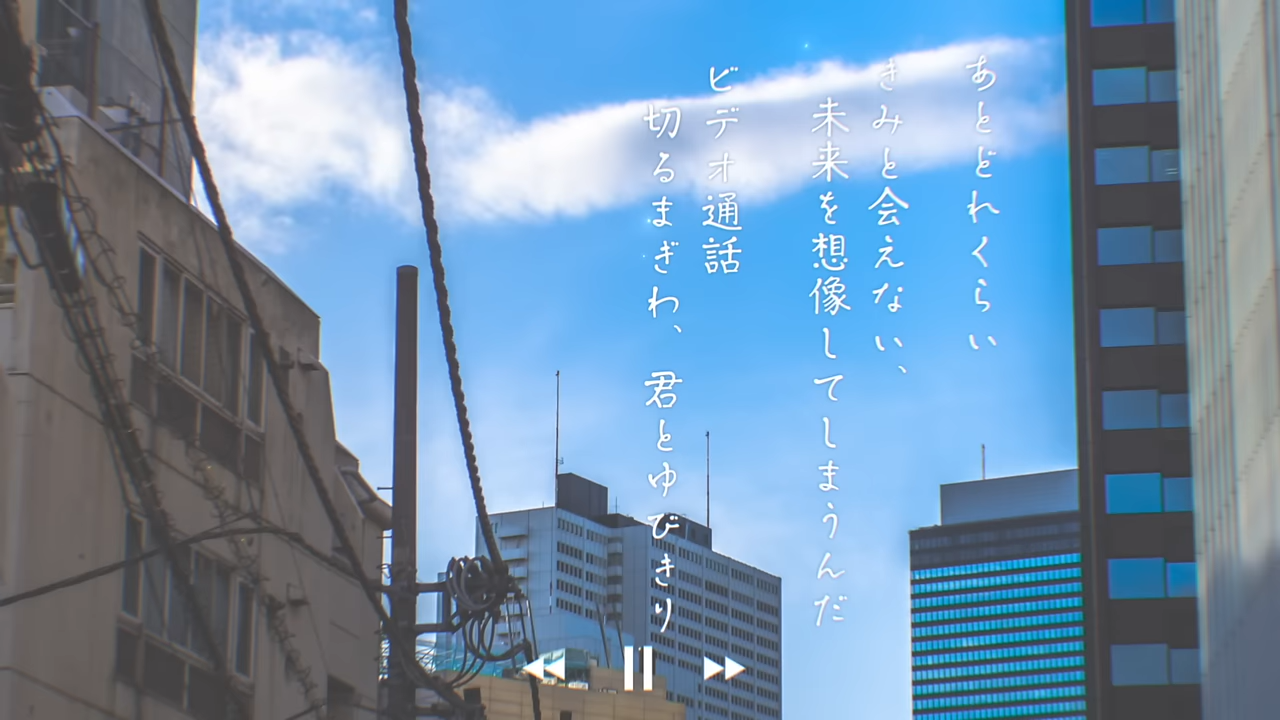 あとどれくらい
きみと会えない、
未来を想像してしまうんだ
ビデオ通話
切るまぎわ、君とゆびきり